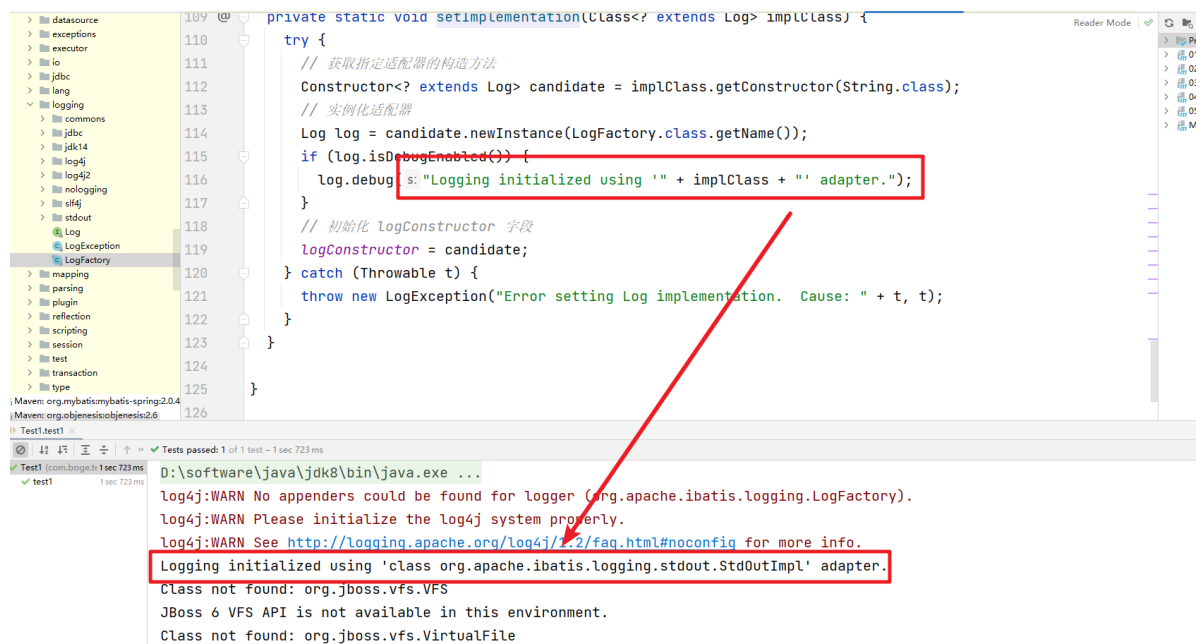 datasource
exceptions
executor
io
jdbc
lang
logging
commons
jdbc
jdk14
log4j
log4j2
nologging
slf4j
stdout
Log
LogException
LogFactory
mapping
parsing
plugin
reflection
scripting
session
test
transaction
type
Maven: org.mybatis:mybatis-spring:2.0.4
Maven: org.objenesis:objenesis:2.6
109 @ private static void setImplementation(Class<? extends Log> implClass) {
110 try {
111 // 获取指定适配器的构造方法
112 Constructor<? extends Log> candidate = implClass.getConstructor(String.class);
113 // 实例化适配器
114 Log log = candidate.newInstance(LogFactory.class.getName());
115 if (log.isDebugEnabled()) {
116 log.debug( s: "Logging initialized using '" + implClass + "' adapter.");
117 }
118 // 初始化 logConstructor 字段
119 logConstructor = candidate;
120 } catch (Throwable t) {
121 throw new LogException("Error setting Log implementation.  Cause: " + t, t);
122 }
123 }
124
125 }
126
Reader Mode
01
02
03
04
05
M
Test1.test1
Tests passed: 1 of 1 test – 1 sec 723 ms
Test1 (com.boge.te 1 sec 723 ms
test1 1 sec 723 ms
D:\software\java\jdk8\bin\java.exe ...
log4j:WARN No appenders could be found for logger (org.apache.ibatis.logging.LogFactory).
log4j:WARN Please initialize the log4j system properly.
log4j:WARN See http://logging.apache.org/log4j/1.2/faq.html#noconfig for more info.
Logging initialized using 'class org.apache.ibatis.logging.stdout.StdOutImpl' adapter.
Class not found: org.jboss.vfs.VFS
JBoss 6 VFS API is not available in this environment.
Class not found: org.jboss.vfs.VirtualFile